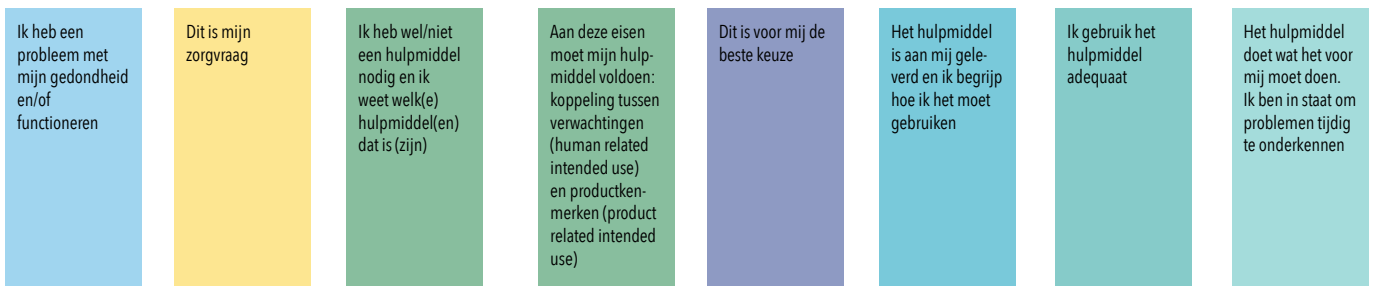 Ik heb een
probleem met
mijn gedondheid
en/of
functioneren
Dit is mijn
zorgvraag
Ik heb wel/niet
een hulpmiddel
nodig en ik
weet welk(e)
hulpmiddel(en)
dat is (zijn)
Aan deze eisen
moet mijn hulp-
middel voldoen:
koppeling tussen
verwachtingen
(human related
intended use)
en productken-
merken (product
related intended
use)
Dit is voor mij de
beste keuze
Het hulpmiddel
is aan mij gele-
verd en ik begrijp
hoe ik het moet
gebruiken
Ik gebruik het
hulpmiddel
adequaat
Het hulpmiddel
doet wat het voor
mij moet doen.
Ik ben in staat om
problemen tijdig
te onderkennen